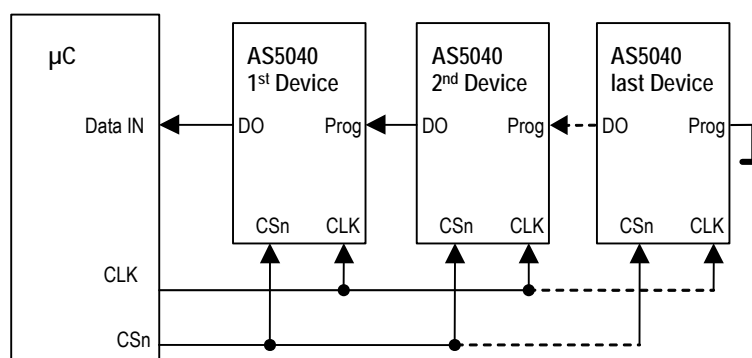 µC
AS5040
1st Device
AS5040
2nd Device
AS5040
last Device
Data IN
DO
Prog
DO
Prog
DO
Prog
CSn
CLK
CSn
CLK
CSn
CLK
CLK
CSn